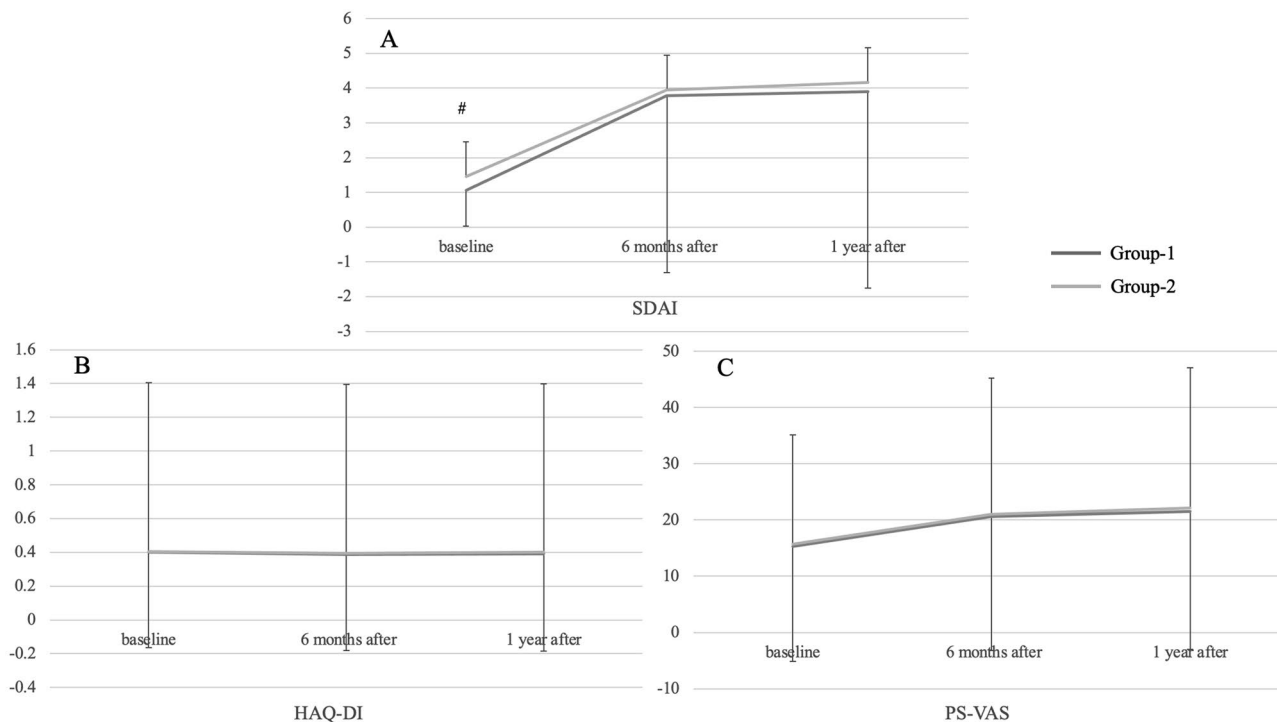 A
6
5
4
3
2
1
0
-1
-2
-3
#
baseline
6 months after
1 year after
SDAI
Group-1
Group-2
B
1.6
1.4
1.2
1
0.8
0.6
0.4
0.2
0
-0.2
-0.4
baseline
6 months after
1 year after
HAQ-DI
C
50
40
30
20
10
0
-10
baseline
6 months after
1 year after
PS-VAS